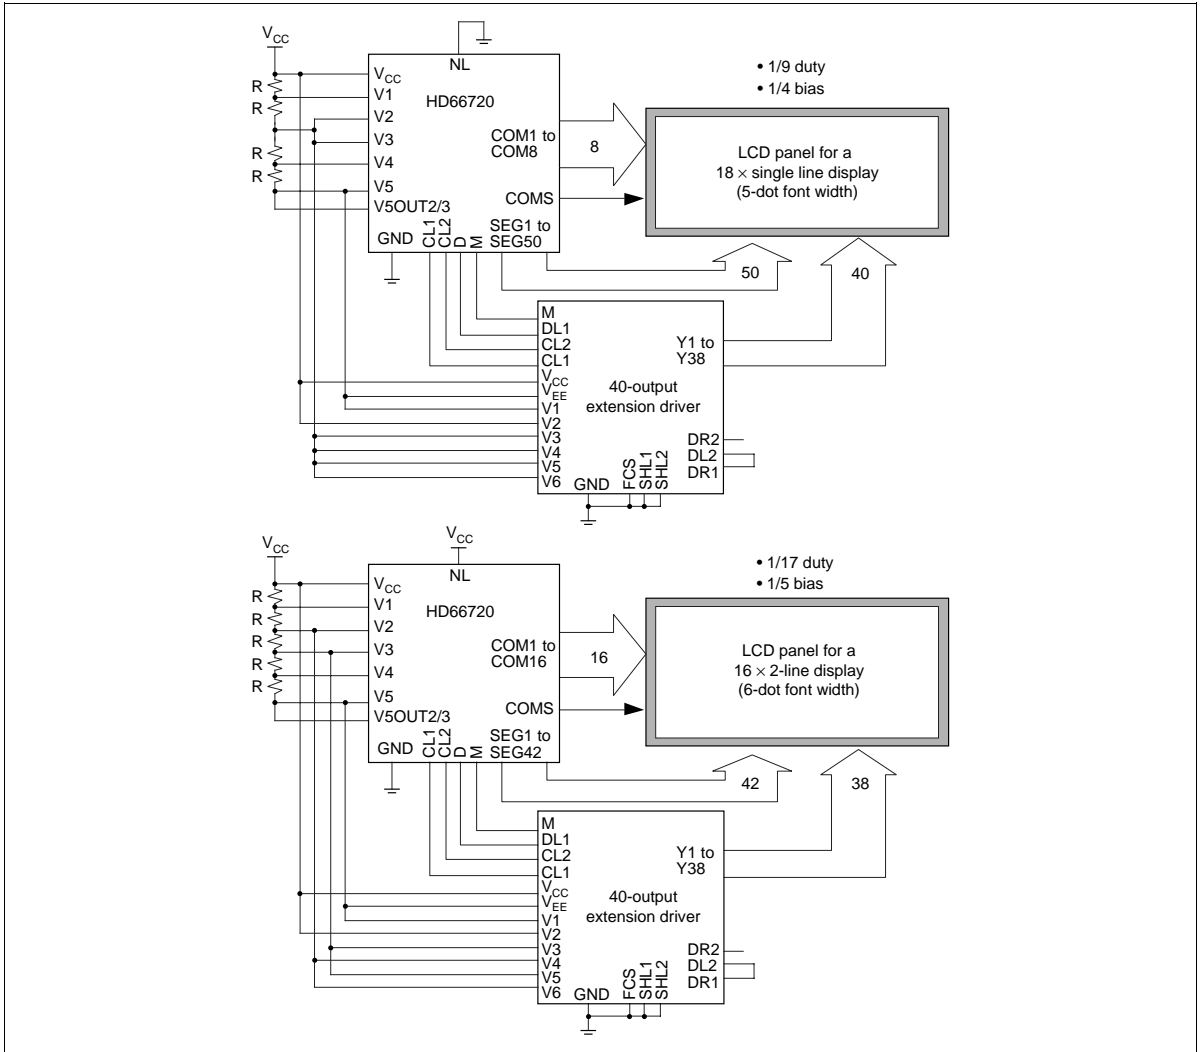 VCC
NL
• 1/9 duty
• 1/4 bias
R
R
R
R
VCC
V1
V2
V3
V4
V5
V5OUT2/3
HD66720
COM1 to
COM8
8
COMS
LCD panel for a
18 × single line display
(5-dot font width)
GND
CL1
CL2
D
M
SEG1 to
SEG50
50
40
M
DL1
CL2
CL1
VCC
VEE
V1
V2
V3
V4
V5
V6
Y1 to
Y38
40-output
extension driver
DR2
DL2
DR1
GND
FCS
SHL1
SHL2
VCC
VCC
NL
• 1/17 duty
• 1/5 bias
R
R
R
R
R
VCC
V1
V2
V3
V4
V5
V5OUT2/3
HD66720
COM1 to
COM16
16
COMS
LCD panel for a
16 × 2-line display
(6-dot font width)
GND
CL1
CL2
D
M
SEG1 to
SEG42
42
38
M
DL1
CL2
CL1
VCC
VEE
V1
V2
V3
V4
V5
V6
Y1 to
Y38
40-output
extension driver
DR2
DL2
DR1
GND
FCS
SHL1
SHL2